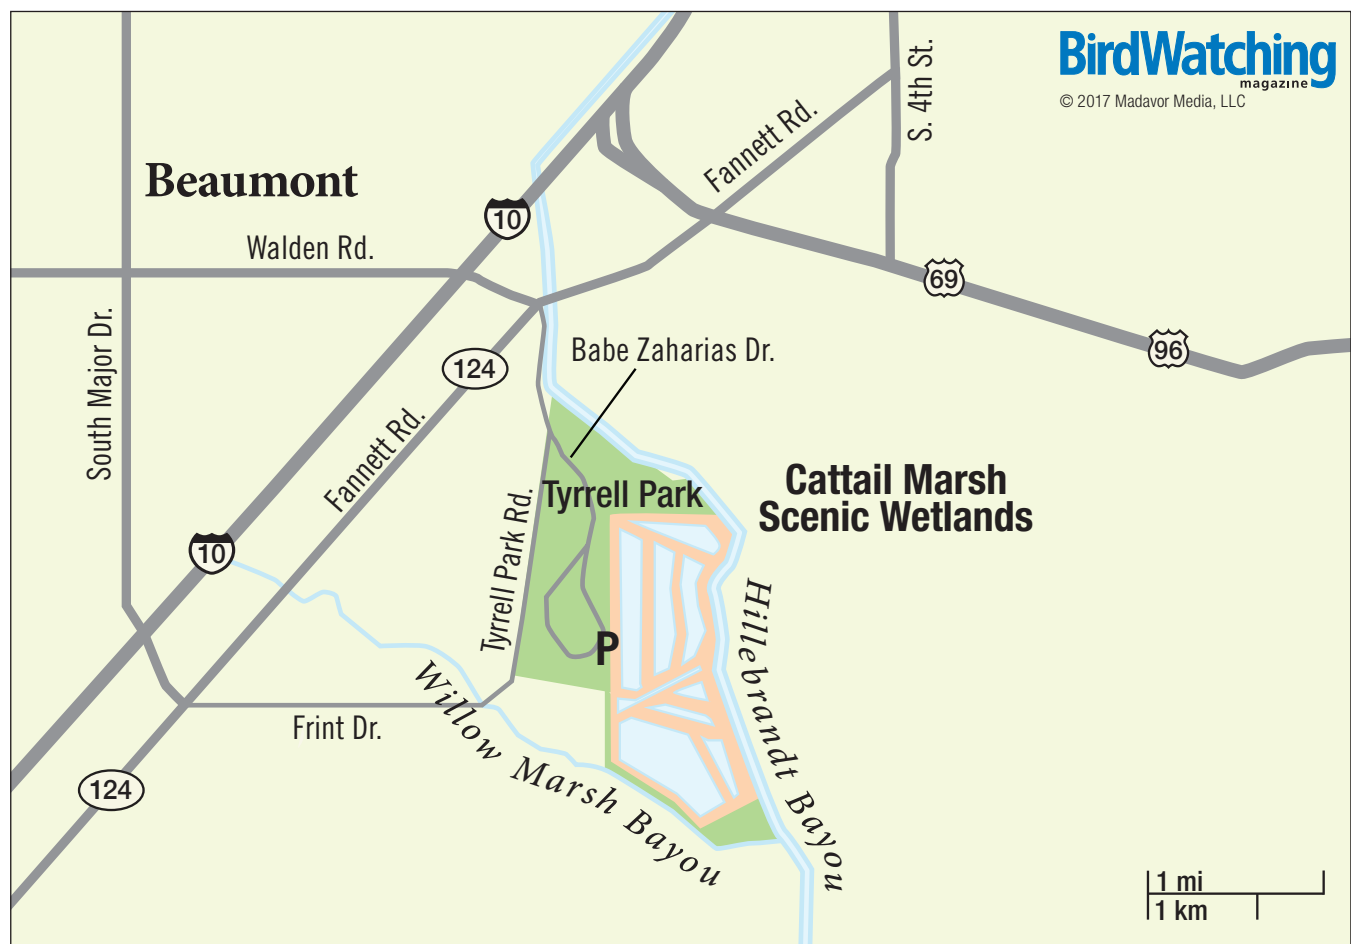 BirdWatching
magazine
© 2017 Madavor Media, LLC
S. 4th St.
Fannett Rd.
Beaumont
10
Walden Rd.
69
96
South Major Dr.
124
Babe Zaharias Dr.
Fannett Rd.
Tyrrell Park
Cattail Marsh
Scenic Wetlands
10
Tyrrell Park Rd.
P
Hillebrandt Bayou
Willow Marsh Bayou
Frint Dr.
124
1 mi
1 km